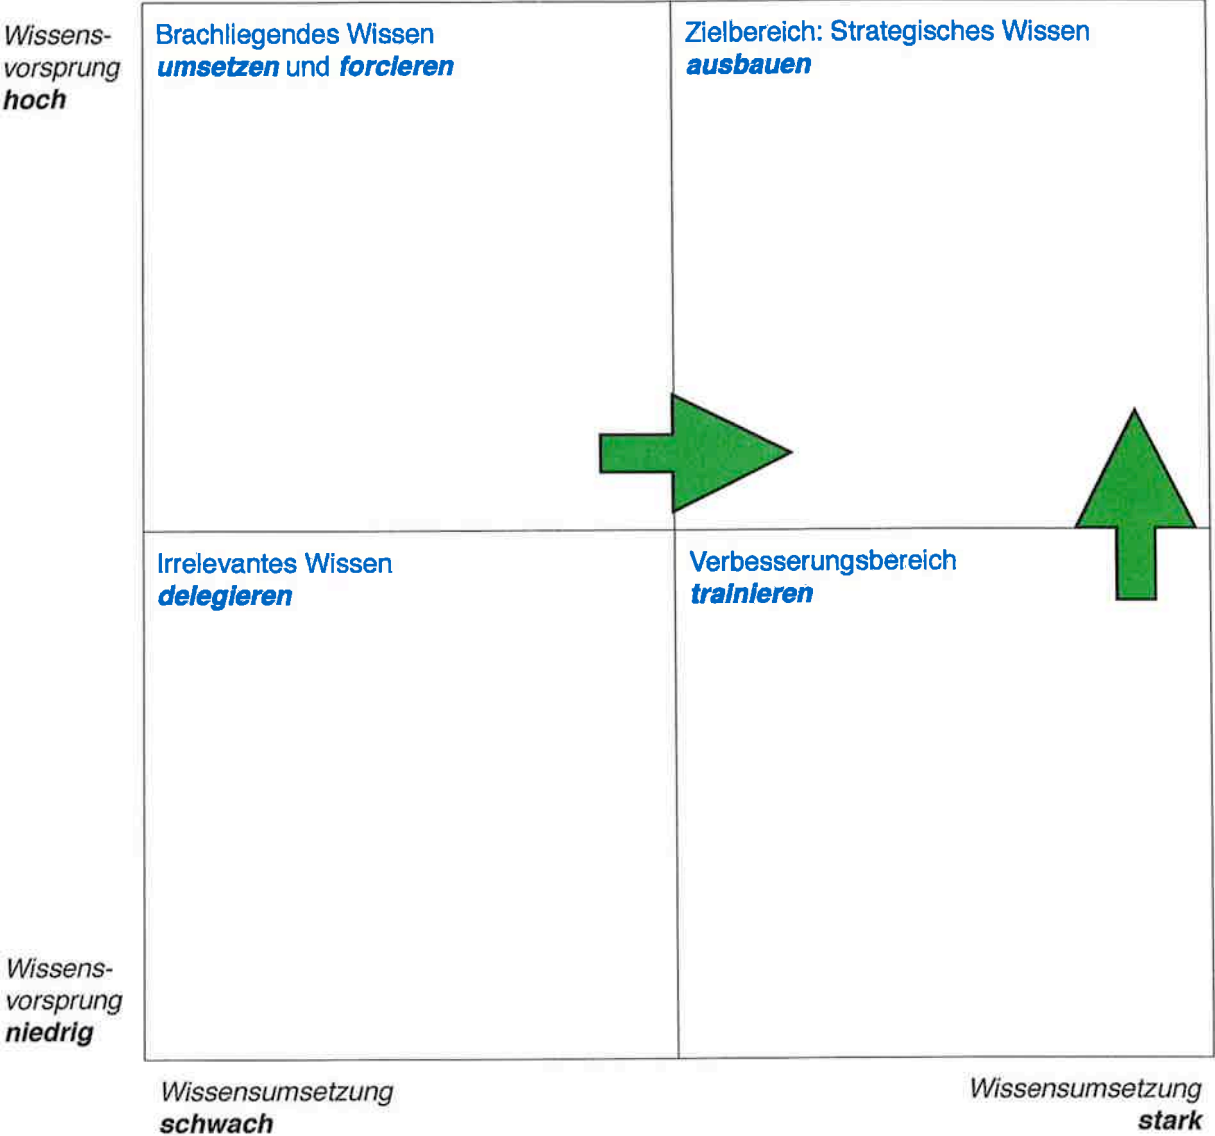 Wissens-
vorsprung
hoch
Brachliegendes Wissen
umsetzen und forcieren
Zielbereich: Strategisches Wissen
ausbauen
Irrelevantes Wissen
delegieren
Verbesserungsbereich
trainieren
Wissens-
vorsprung
niedrig
Wissensumsetzung
schwach
Wissensumsetzung
stark